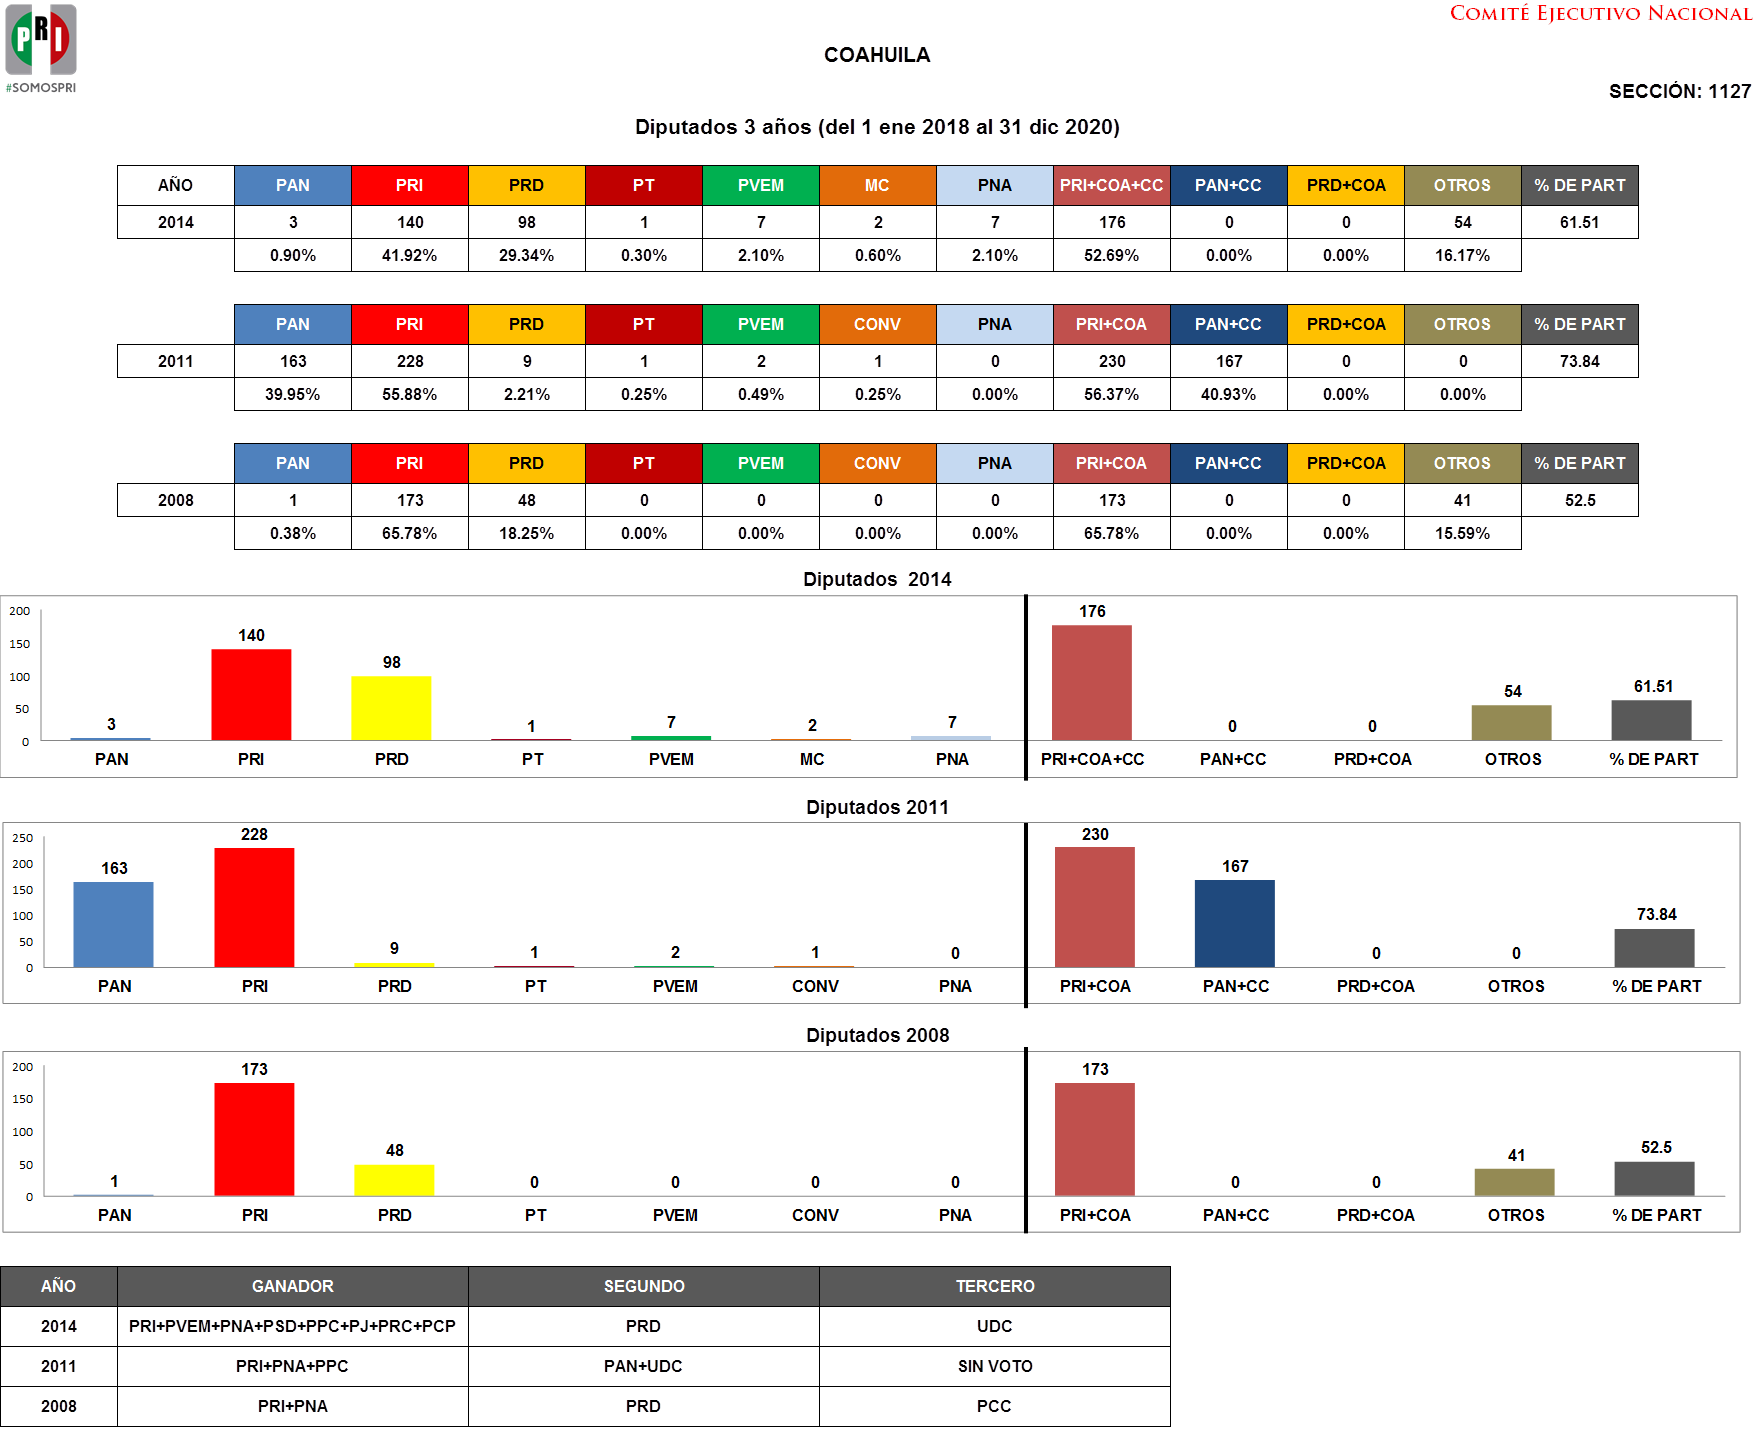 PRI
#SOMOSPRI
COMITÉ EJECUTIVO NACIONAL
COAHUILA
SECCIÓN: 1127
Diputados 3 años (del 1 ene 2018 al 31 dic 2020)
AÑO PAN PRI PRD PT PVEM MC PNA PRI+COA+CC PAN+CC PRD+COA OTROS % DE PART
2014 3 140 98 1 7 2 7 176 0 0 54 61.51
0.90% 41.92% 29.34% 0.30% 2.10% 0.60% 2.10% 52.69% 0.00% 0.00% 16.17%
PAN PRI PRD PT PVEM CONV PNA PRI+COA PAN+CC PRD+COA OTROS % DE PART
2011 163 228 9 1 2 1 0 230 167 0 0 73.84
39.95% 55.88% 2.21% 0.25% 0.49% 0.25% 0.00% 56.37% 40.93% 0.00% 0.00%
PAN PRI PRD PT PVEM CONV PNA PRI+COA PAN+CC PRD+COA OTROS % DE PART
2008 1 173 48 0 0 0 0 173 0 0 41 52.5
0.38% 65.78% 18.25% 0.00% 0.00% 0.00% 0.00% 65.78% 0.00% 0.00% 15.59%
Diputados 2014
200
150
100
50
0
3 140 98 1 7 2 7 176 0 0 54 61.51
PAN PRI PRD PT PVEM MC PNA PRI+COA+CC PAN+CC PRD+COA OTROS % DE PART
Diputados 2011
250
200
150
100
50
0
163 228 9 1 2 1 0 230 167 0 0 73.84
PAN PRI PRD PT PVEM CONV PNA PRI+COA PAN+CC PRD+COA OTROS % DE PART
Diputados 2008
200
150
100
50
0
1 173 48 0 0 0 0 173 0 0 41 52.5
PAN PRI PRD PT PVEM CONV PNA PRI+COA PAN+CC PRD+COA OTROS % DE PART
AÑO GANADOR SEGUNDO TERCERO
2014 PRI+PVEM+PNA+PSD+PPC+PJ+PRC+PCP PRD UDC
2011 PRI+PNA+PPC PAN+UDC SIN VOTO
2008 PRI+PNA PRD PCC